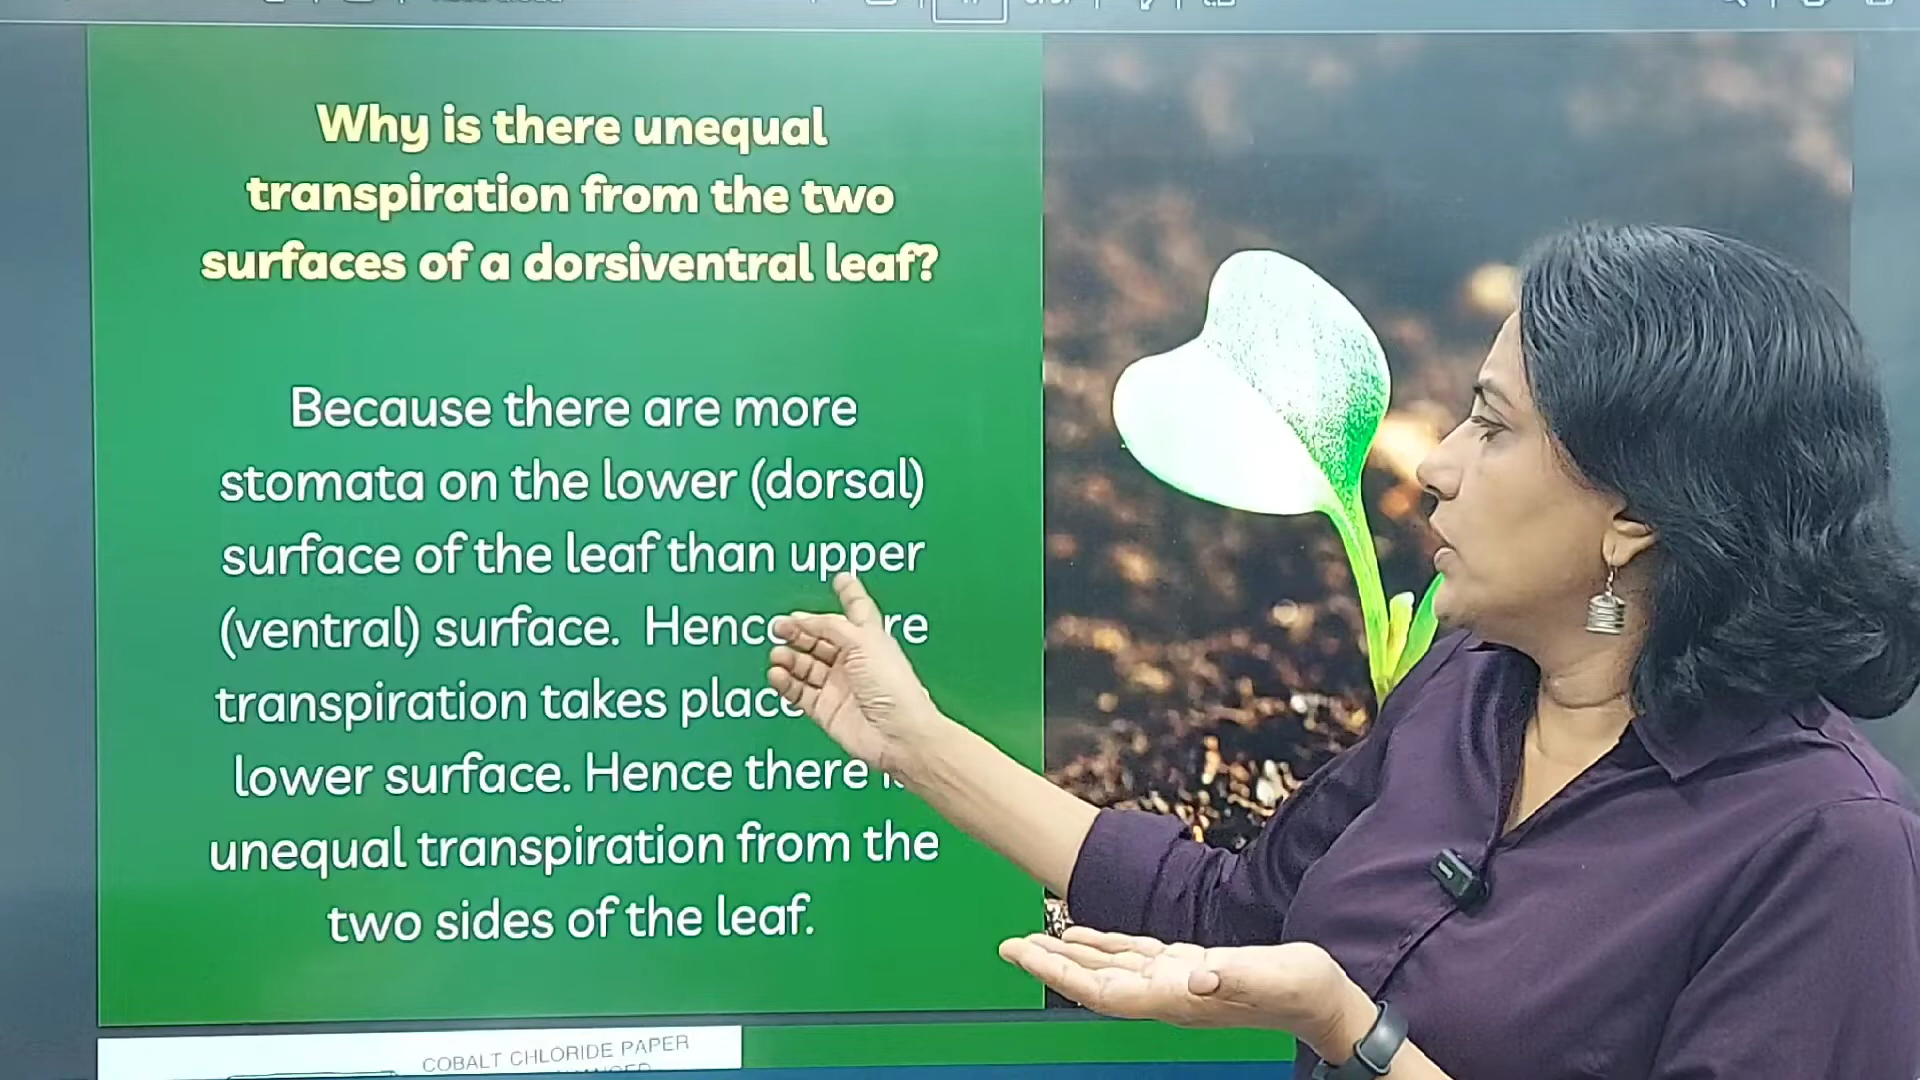 Why is there unequal
transpiration from the two
surfaces of a dorsiventral leaf?
Because there are more
stomata on the lower (dorsal)
surface of the leaf than upper
(ventral) surface. Hence
transpiration takes place
lower surface. Hence there
unequal transpiration from the
two sides of the leaf.
COBALT CHLORIDE PAPER